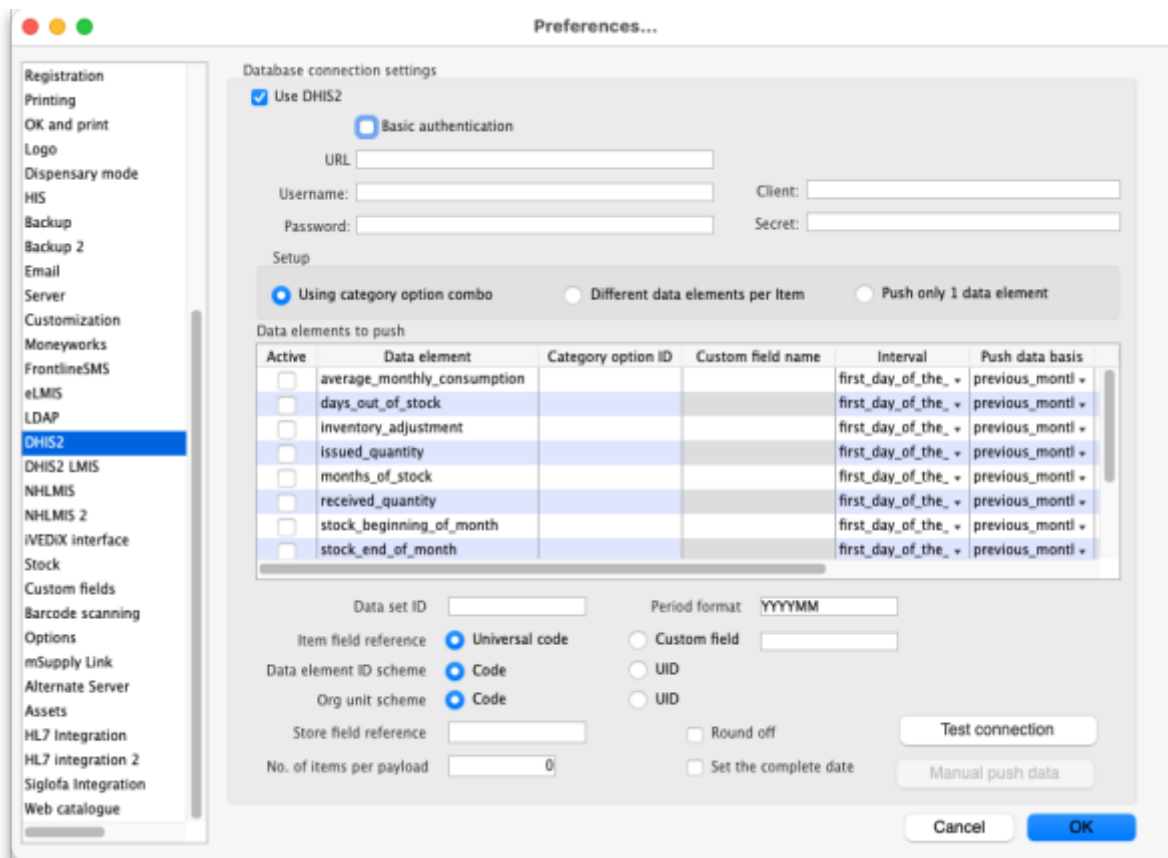 Preferences...
Registration
Printing
OK and print
Logo
Dispensary mode
HIS
Backup
Backup 2
Email
Server
Customization
Moneyworks
FrontlineSMS
eLMIS
LDAP
DHIS2
DHIS2 LMIS
NHLMIS
NHLMIS 2
iVEDiX interface
Stock
Custom fields
Barcode scanning
Options
mSupply Link
Alternate Server
Assets
HL7 Integration
HL7 integration 2
Siglofa Integration
Web catalogue
Database connection settings
Use DHIS2
Basic authentication
URL
Username: Client:
Password: Secret:
Setup
Using category option combo Different data elements per Item Push only 1 data element
Data elements to push
Active Data element Category option ID Custom field name Interval Push data basis
average_monthly_consumption first_day_of_the_ previous_montl
days_out_of_stock first_day_of_the_ previous_montl
inventory_adjustment first_day_of_the_ previous_montl
issued_quantity first_day_of_the_ previous_montl
months_of_stock first_day_of_the_ previous_montl
received_quantity first_day_of_the_ previous_montl
stock_beginning_of_month first_day_of_the_ previous_montl
stock_end_of_month first_day_of_the_ previous_montl
Data set ID Period format YYYYMM
Item field reference Universal code Custom field
Data element ID scheme Code UID
Org unit scheme Code UID
Store field reference Round off Test connection
No. of items per payload 0 Set the complete date Manual push data
Cancel OK